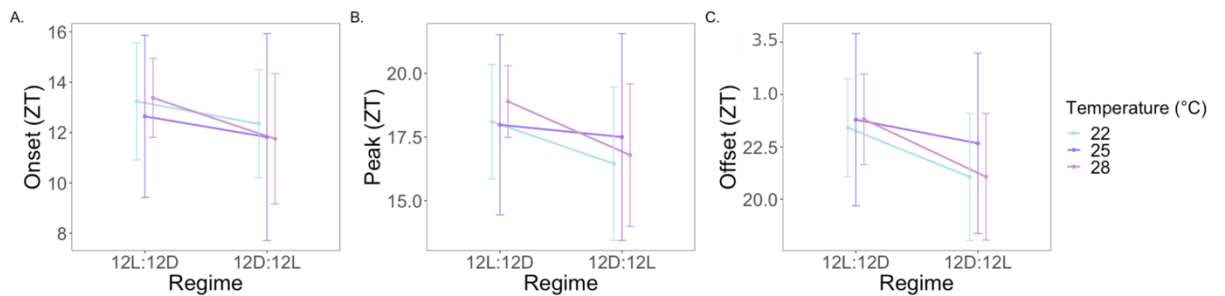 A.
Onset (ZT)
16
14
12
10
8
12L:12D
12D:12L
Regime
B.
Peak (ZT)
20.0
17.5
15.0
12L:12D
12D:12L
Regime
C.
Offset (ZT)
3.5
1.0
22.5
20.0
12L:12D
12D:12L
Regime
Temperature (°C)
22
25
28